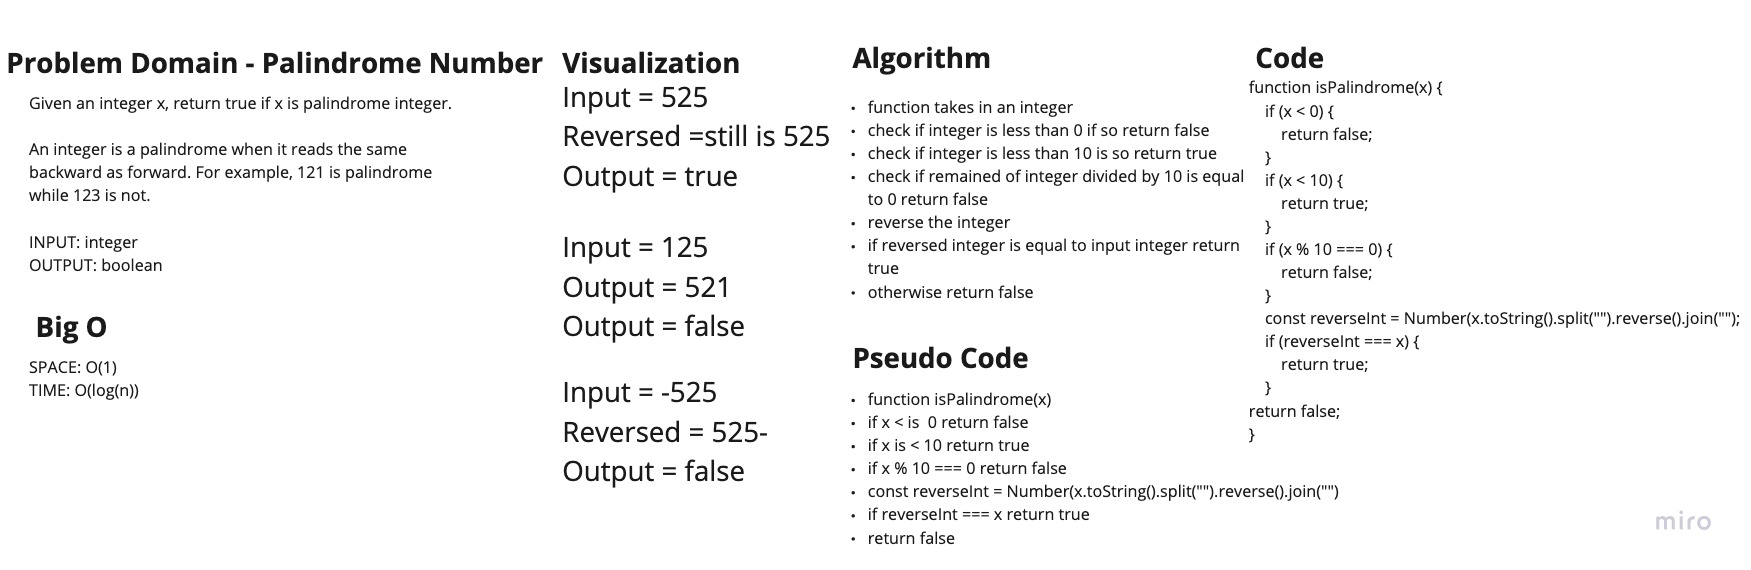 Problem Domain - Palindrome Number
Given an integer x, return true if x is palindrome integer.
An integer is a palindrome when it reads the same
backward as forward. For example, 121 is palindrome
while 123 is not.
INPUT: integer
OUTPUT: boolean
Big O
SPACE: O(1)
TIME: O(log(n))
Visualization
Input = 525
Reversed =still is 525
Output = true
Input = 125
Output = 521
Output = false
Input = -525
Reversed = 525-
Output = false
Algorithm
• function takes in an integer
• check if integer is less than 0 if so return false
• check if integer is less than 10 is so return true
• check if remained of integer divided by 10 is equal
to 0 return false
• reverse the integer
• if reversed integer is equal to input integer return
true
• otherwise return false
Pseudo Code
• function isPalindrome(x)
• if x < is  0 return false
• if x is < 10 return true
• if x % 10 === 0 return false
• const reverseInt = Number(x.toString().split("").reverse().join("")
• if reverseInt === x return true
• return false
Code
function isPalindrome(x) {
if (x < 0) {
return false;
}
if (x < 10) {
return true;
}
if (x % 10 === 0) {
return false;
}
const reverseInt = Number(x.toString().split("").reverse().join("");
if (reverseInt === x) {
return true;
}
return false;
}
miro